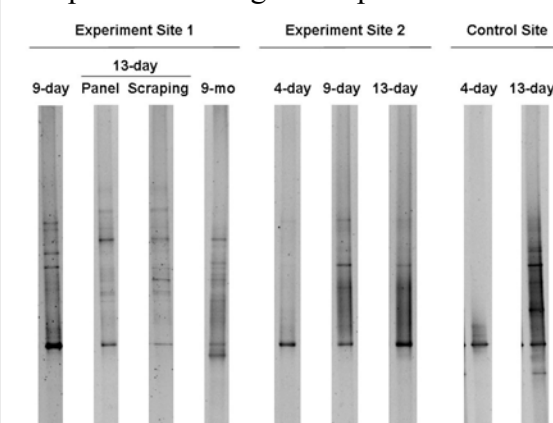 Experiment Site 1 Experiment Site 2 Control Site
13-day
9-day Panel Scraping 9-mo 4-day 9-day 13-day 4-day 13-day